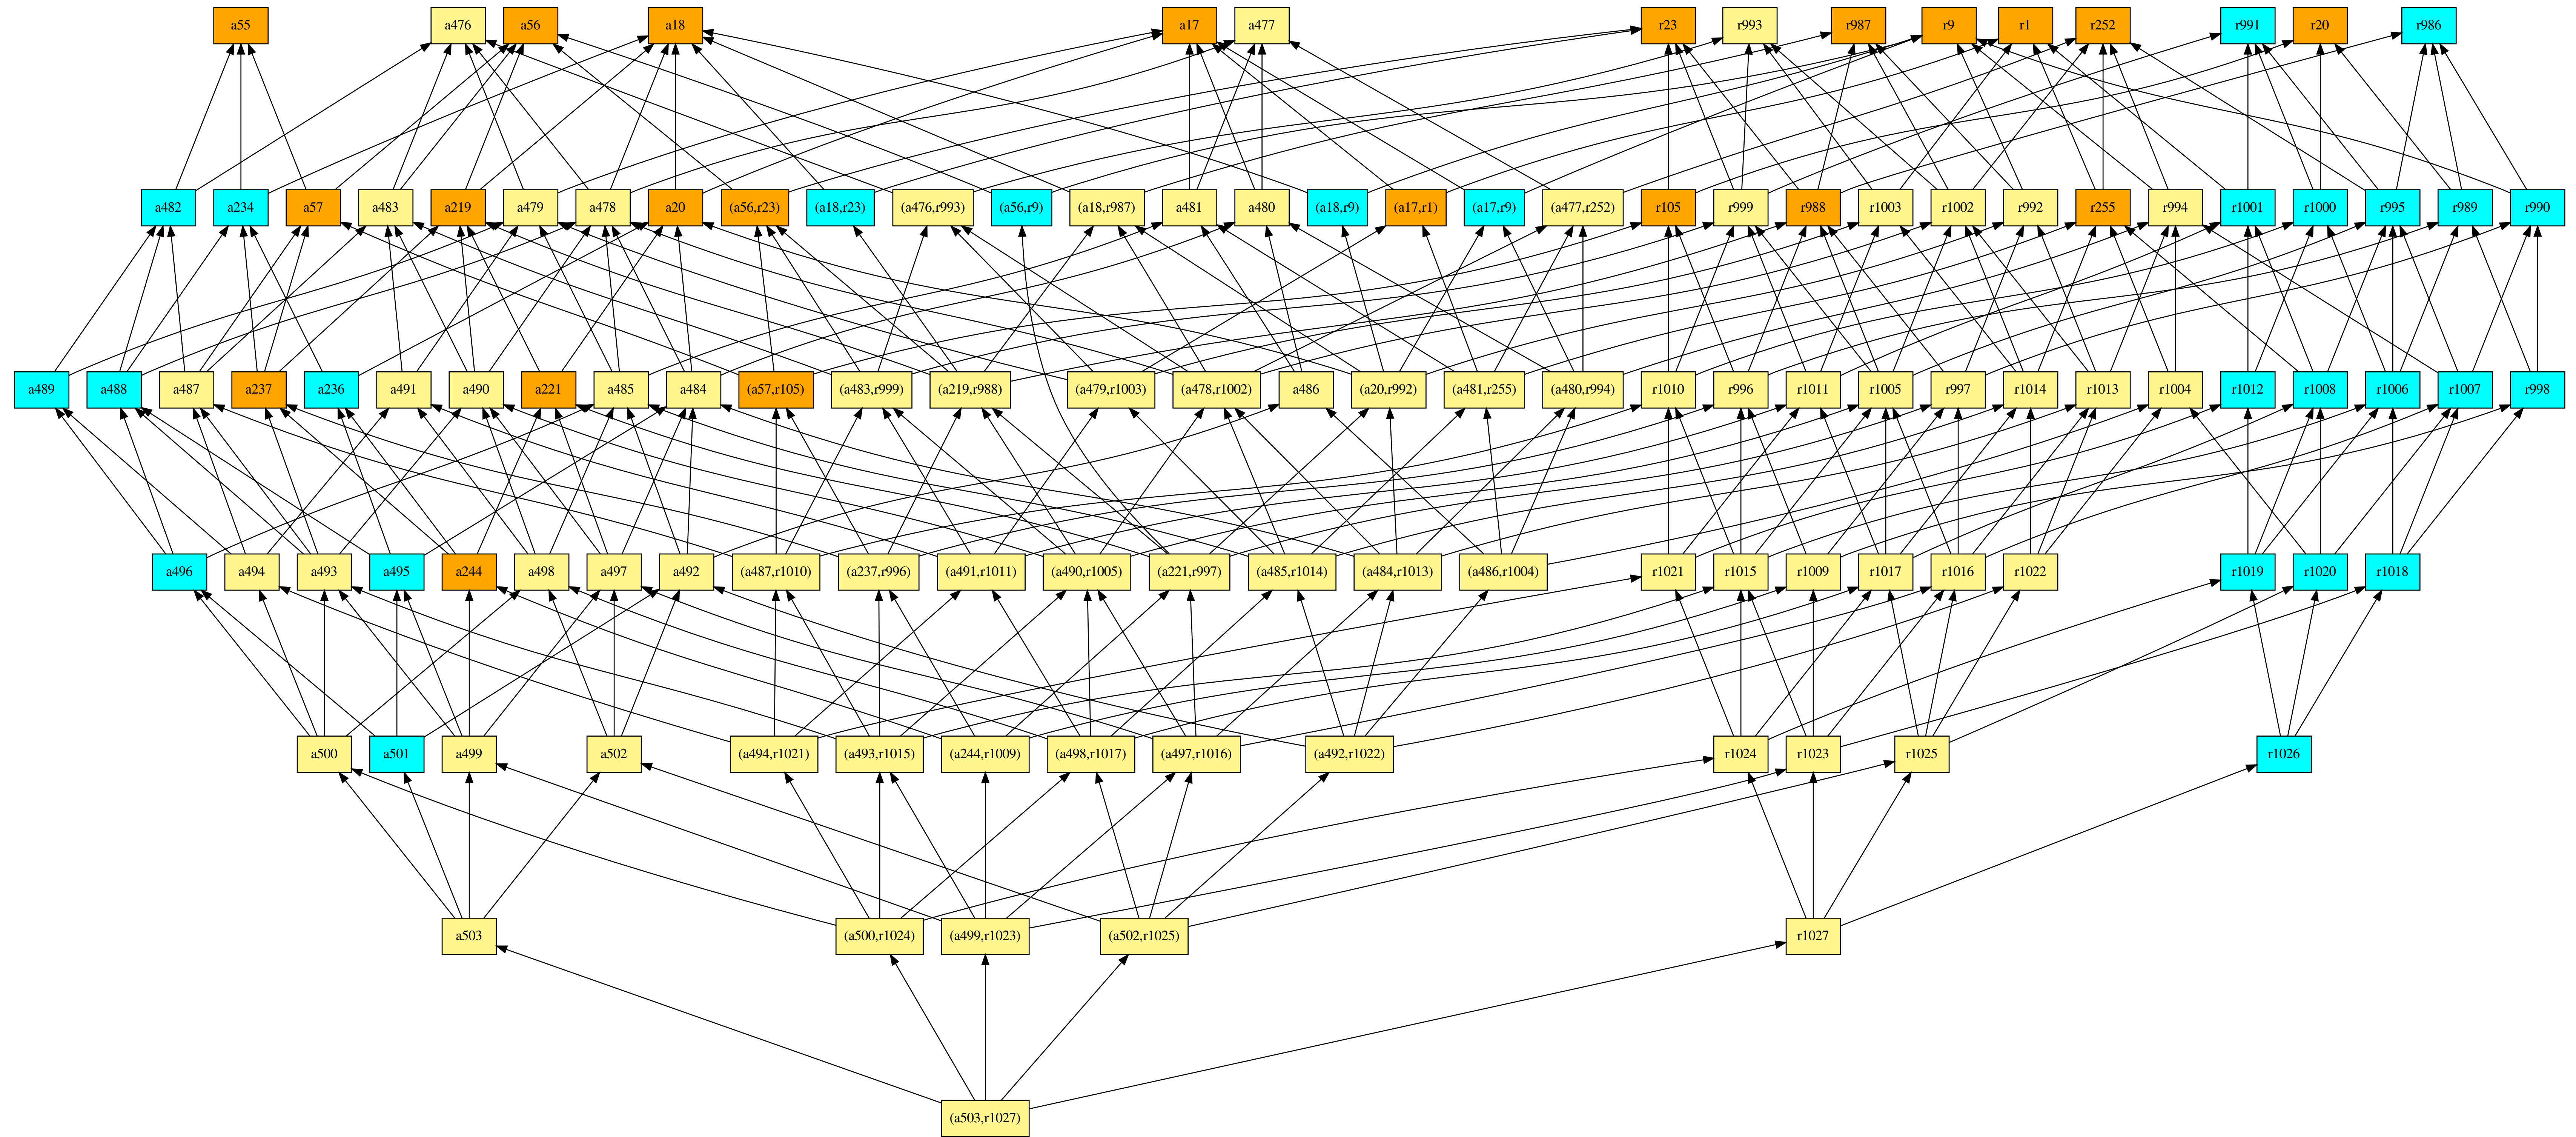 a55 a476 a56 a18 a17 a477 r23 r993 r987 r9 r1 r252 r991 r20 r986
a482 a234 a57 a483 a219 a479 a478 a20 (a56,r23) (a18,r23) (a476,r993) (a56,r9) (a18,r987) a481 a480 (a18,r9) (a17,r1) (a17,r9) (a477,r252) r105 r999 r988 r1003 r1002 r992 r255 r994 r1001 r1000 r995 r989 r990
a489 a488 a487 a237 a236 a491 a490 a221 a485 a484 (a57,r105) (a483,r999) (a219,r988) (a479,r1003) (a478,r1002) a486 (a20,r992) (a481,r255) (a480,r994) r1010 r996 r1011 r1005 r997 r1014 r1013 r1004 r1012 r1008 r1006 r1007 r998
a496 a494 a493 a495 a244 a498 a497 a492 (a487,r1010) (a237,r996) (a491,r1011) (a490,r1005) (a221,r997) (a485,r1014) (a484,r1013) (a486,r1004) r1021 r1015 r1009 r1017 r1016 r1022 r1019 r1020 r1018
a500 a501 a499 a502 (a494,r1021) (a493,r1015) (a244,r1009) (a498,r1017) (a497,r1016) (a492,r1022) r1024 r1023 r1025 r1026
a503 (a500,r1024) (a499,r1023) (a502,r1025) r1027
(a503,r1027)